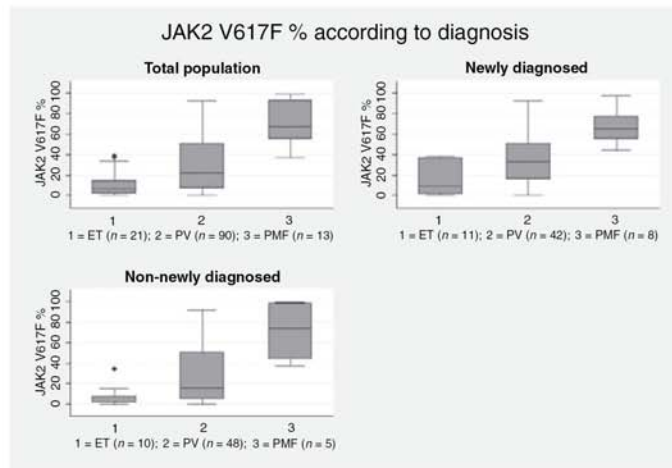 JAK2 V617F % according to diagnosis
Total population
JAK2 V617F %
0 20 40 60 80 100
1 2 3
1 = ET (n = 21); 2 = PV (n = 90); 3 = PMF (n = 13)
Newly diagnosed
JAK2 V617F %
0 20 40 60 80 100
1 2 3
1 = ET (n = 11); 2 = PV (n = 42); 3 = PMF (n = 8)
Non-newly diagnosed
JAK2 V617F %
0 20 40 60 80 100
1 2 3
1 = ET (n = 10); 2 = PV (n = 48); 3 = PMF (n = 5)